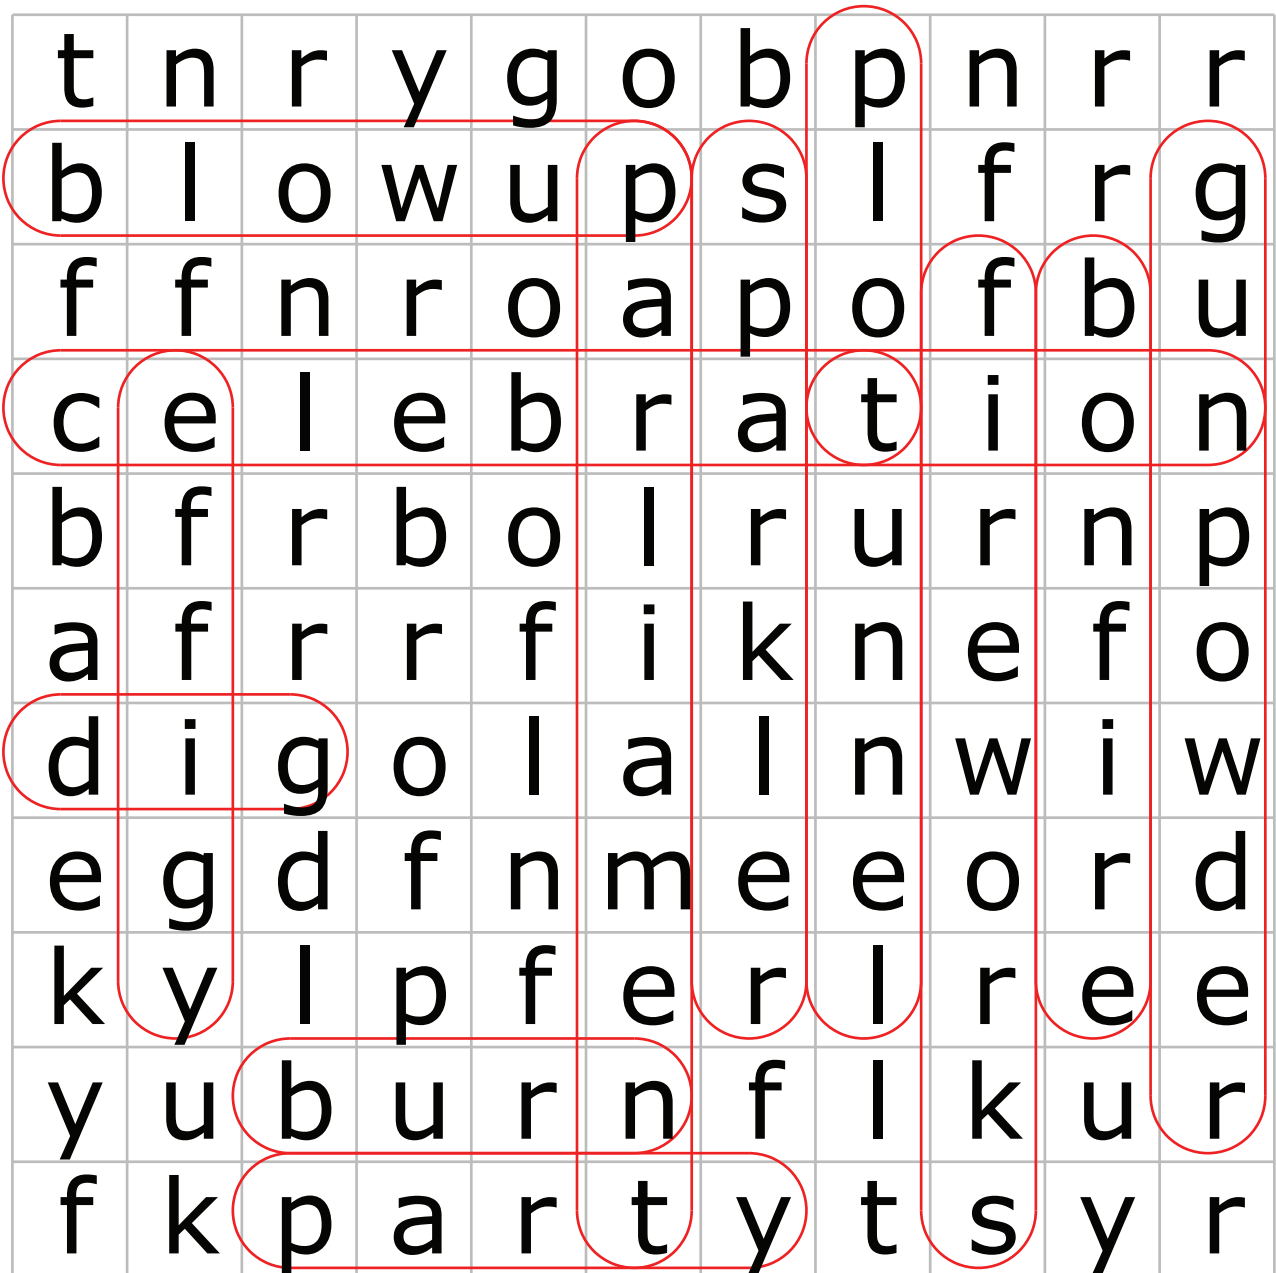 t n r y g o b p n r r
b l o w u p s l f r g
f f n r o a p o f b u
c e l e b r a t i o n
b f r b o l r u r n p
a f r r f i k n e f o
d i g o l a l n w i w
e g d f n m e e o r d
k y l p f e r l r e e
y u b u r n f l k u r
f k p a r t y t s y r